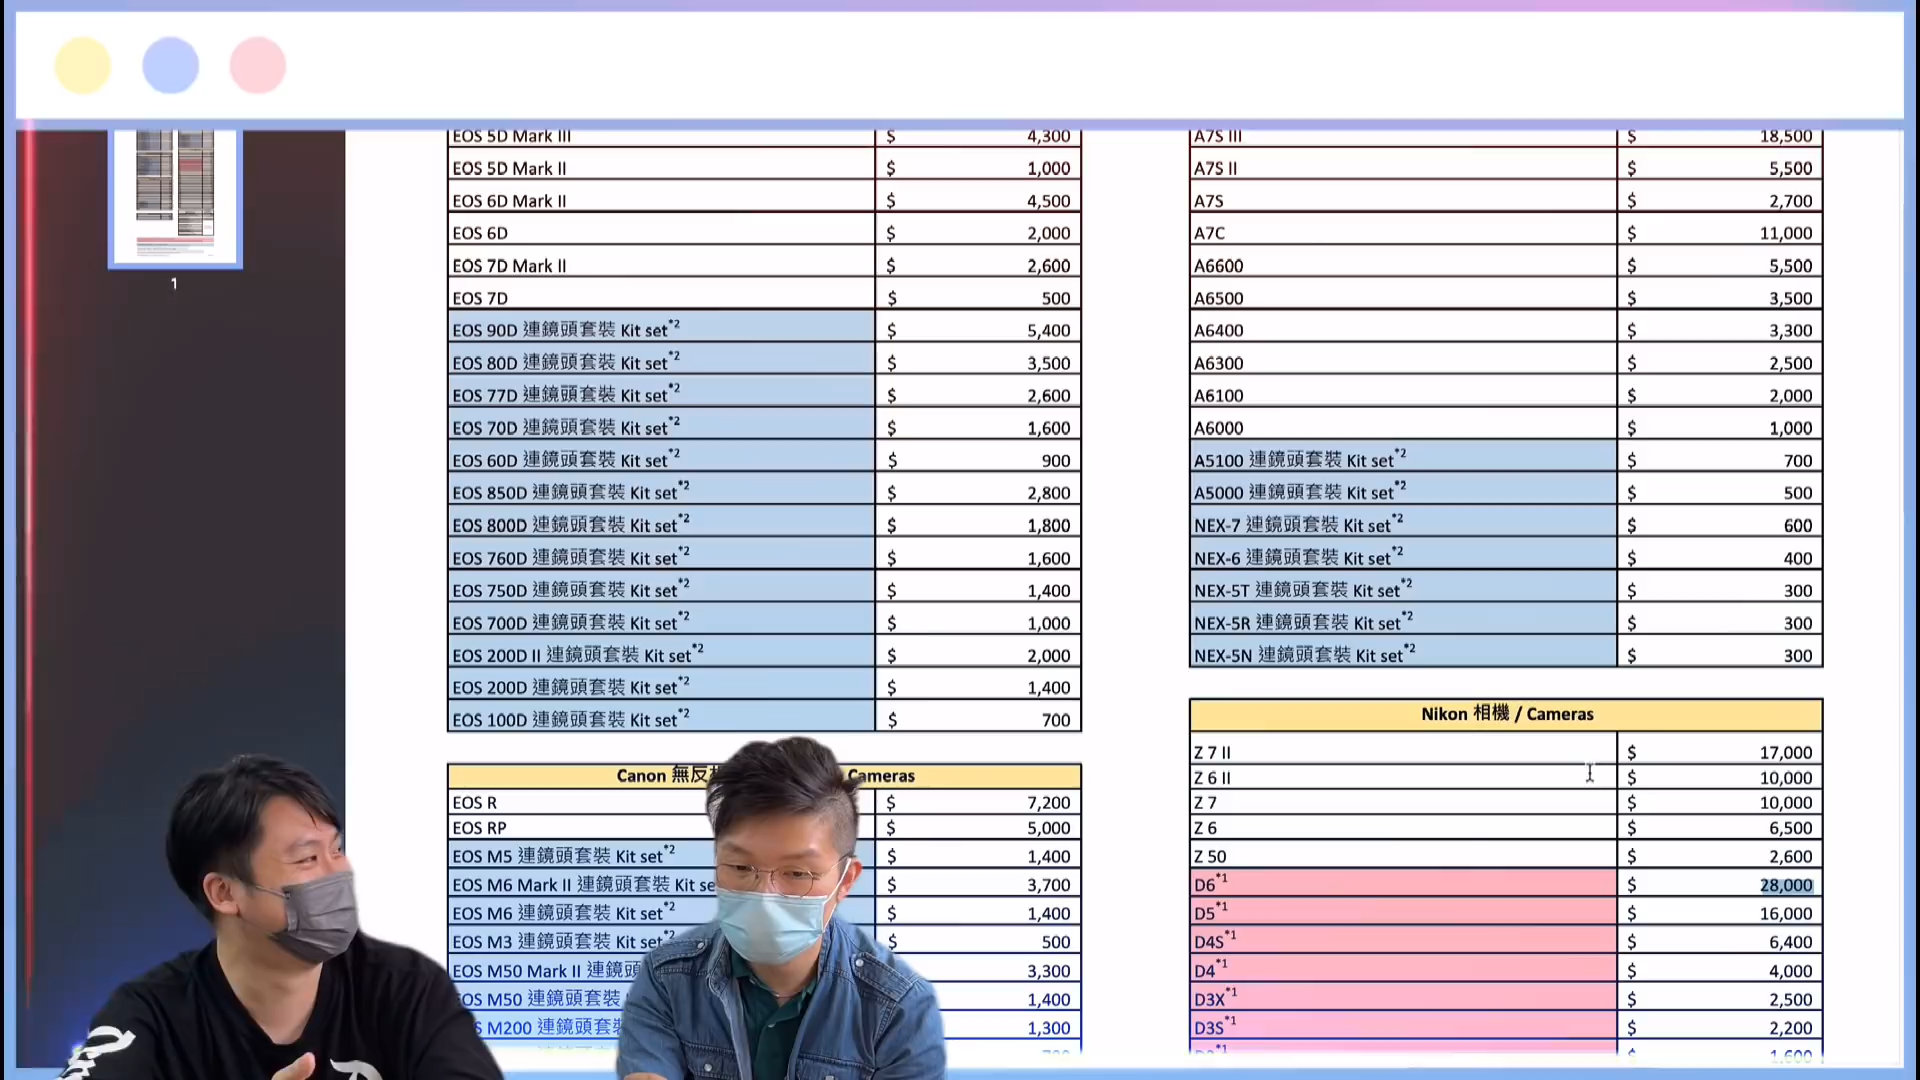 1
EOS 5D Mark III $ 4,300
EOS 5D Mark II $ 1,000
EOS 6D Mark II $ 4,500
EOS 6D $ 2,000
EOS 7D Mark II $ 2,600
EOS 7D $ 500
EOS 90D 連鏡頭套裝 Kit set*2 $ 5,400
EOS 80D 連鏡頭套裝 Kit set*2 $ 3,500
EOS 77D 連鏡頭套裝 Kit set*2 $ 2,600
EOS 70D 連鏡頭套裝 Kit set*2 $ 1,600
EOS 60D 連鏡頭套裝 Kit set*2 $ 900
EOS 850D 連鏡頭套裝 Kit set*2 $ 2,800
EOS 800D 連鏡頭套裝 Kit set*2 $ 1,800
EOS 760D 連鏡頭套裝 Kit set*2 $ 1,600
EOS 750D 連鏡頭套裝 Kit set*2 $ 1,400
EOS 700D 連鏡頭套裝 Kit set*2 $ 1,000
EOS 200D II 連鏡頭套裝 Kit set*2 $ 2,000
EOS 200D 連鏡頭套裝 Kit set*2 $ 1,400
EOS 100D 連鏡頭套裝 Kit set*2 $ 700
Canon 無反 Cameras
EOS R $ 7,200
EOS RP $ 5,000
EOS M5 連鏡頭套裝 Kit set*2 $ 1,400
EOS M6 Mark II 連鏡頭套裝 Kit se $ 3,700
EOS M6 連鏡頭套裝 Kit set*2 $ 1,400
EOS M3 連鏡頭套裝 Kit set*2 $ 500
EOS M50 Mark II 連鏡頭 3,300
EOS M50 連鏡頭套裝 1,400
S M200 連鏡頭套裝 1,300
A7S III $ 18,500
A7S II $ 5,500
A7S $ 2,700
A7C $ 11,000
A6600 $ 5,500
A6500 $ 3,500
A6400 $ 3,300
A6300 $ 2,500
A6100 $ 2,000
A6000 $ 1,000
A5100 連鏡頭套裝 Kit set*2 $ 700
A5000 連鏡頭套裝 Kit set*2 $ 500
NEX-7 連鏡頭套裝 Kit set*2 $ 600
NEX-6 連鏡頭套裝 Kit set*2 $ 400
NEX-5T 連鏡頭套裝 Kit set*2 $ 300
NEX-5R 連鏡頭套裝 Kit set*2 $ 300
NEX-5N 連鏡頭套裝 Kit set*2 $ 300
Nikon 相機 / Cameras
Z 7 II $ 17,000
Z 6 II $ 10,000
Z 7 $ 10,000
Z 6 $ 6,500
Z 50 $ 2,600
D6*1 $ 28,000
D5*1 $ 16,000
D4S*1 $ 6,400
D4*1 $ 4,000
D3X*1 $ 2,500
D3S*1 $ 2,200
$ 1,600